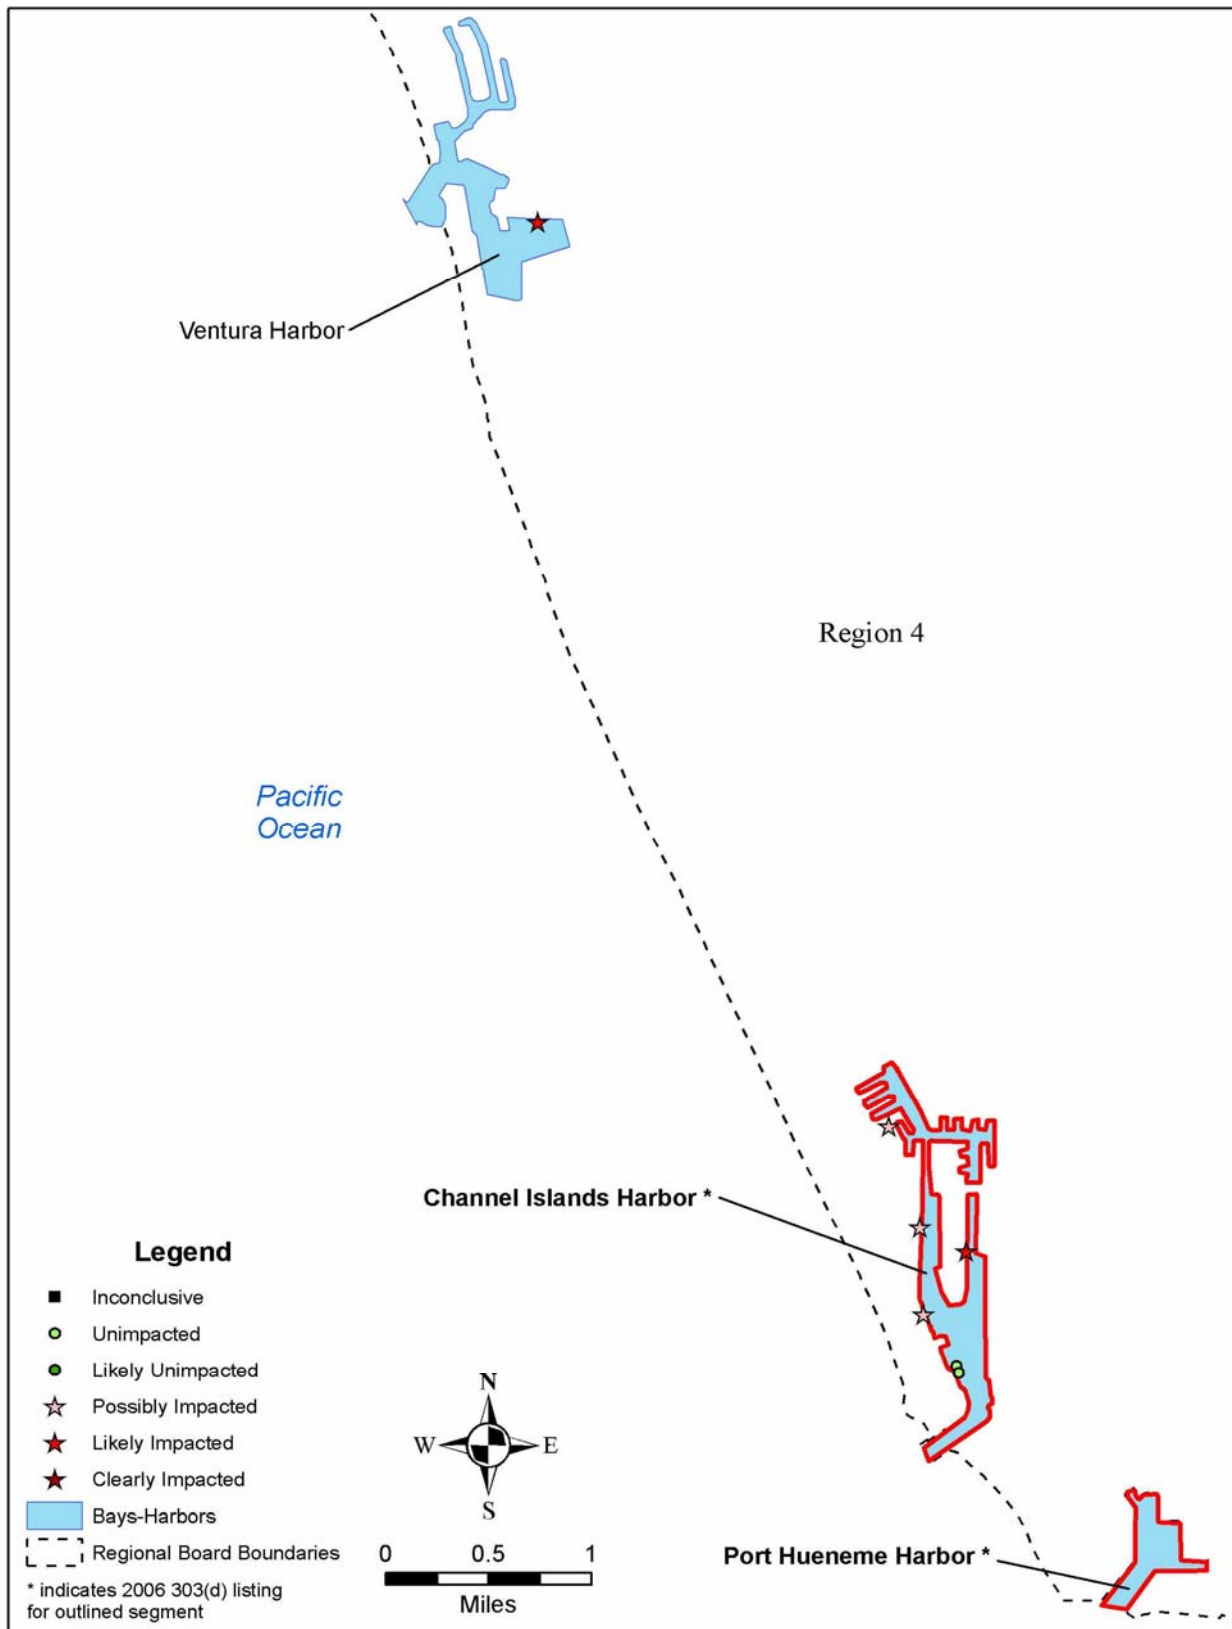 Ventura Harbor
Region 4
Pacific
Ocean
Channel Islands Harbor *
Legend
Inconclusive
Unimpacted
Likely Unimpacted
Possibly Impacted
Likely Impacted
Clearly Impacted
Bays-Harbors
Regional Board Boundaries
* indicates 2006 303(d) listing
for outlined segment
N
W E
S
0 0.5 1
Miles
Port Hueneme Harbor *